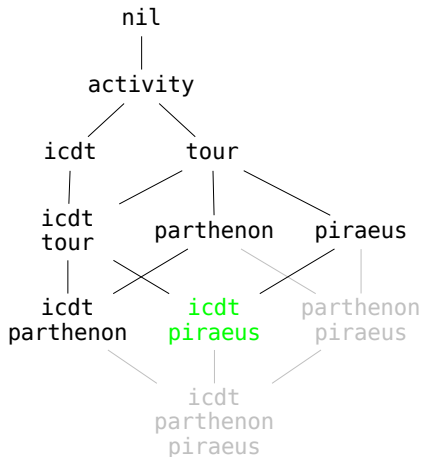 nil
activity
icdt tour
icdt
tour
parthenon
piraeus
icdt
parthenon
icdt
piraeus
parthenon
piraeus
icdt
parthenon
piraeus